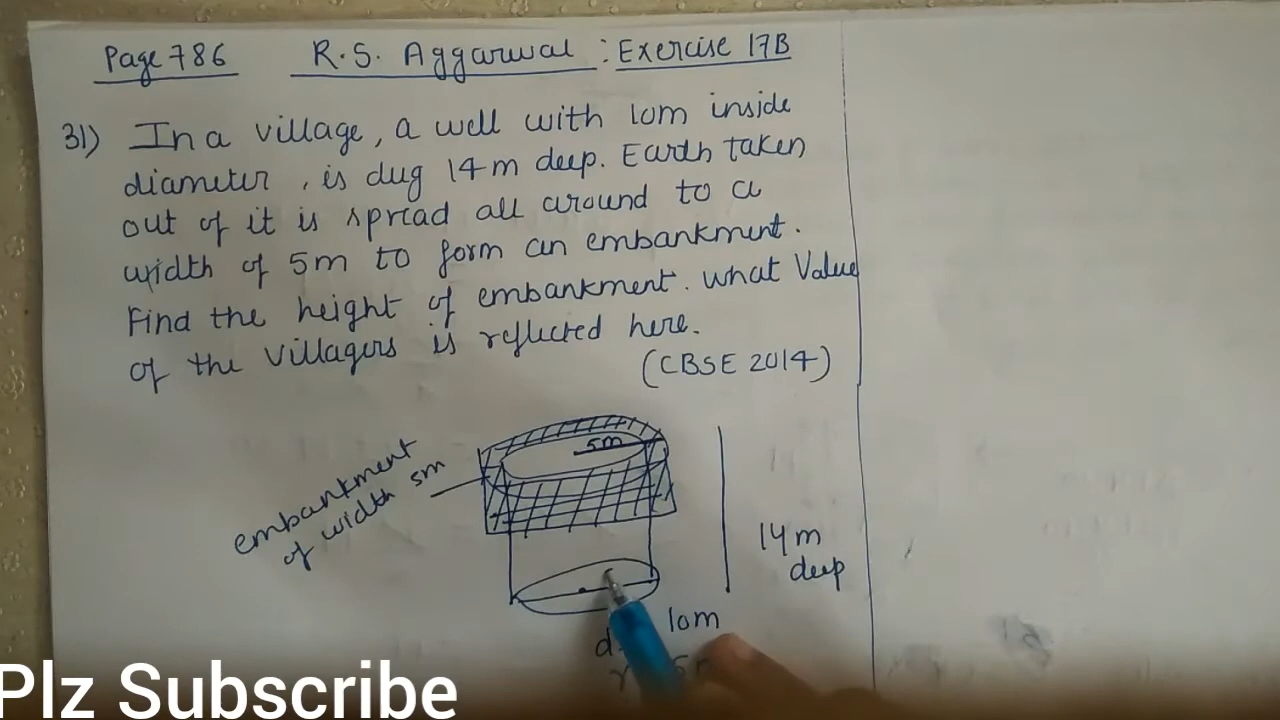 Page 786 R.S. Aggarwal : Exercise 17B
31) In a village, a well with 10m inside
diameter, is dug 14m deep. Earth taken
out of it is spread all around to a
width of 5m to form an embankment.
Find the height of embankment. what Value
of the villagers is reflected here.
(CBSE 2014)
5m
embankment
of width 5m
14m
deep
10m
Plz Subscribe